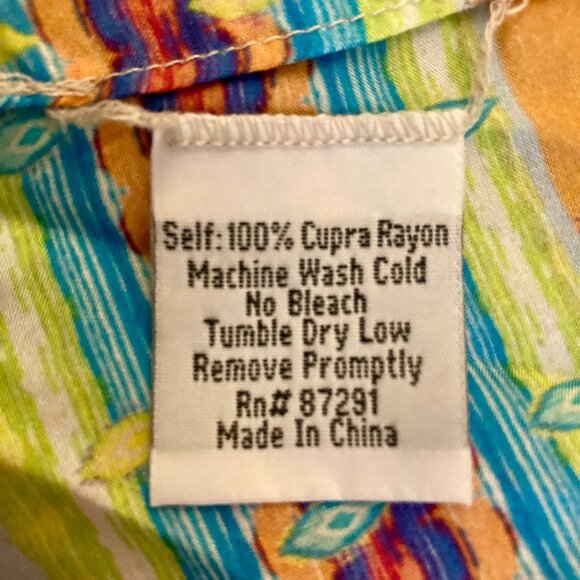 Self: 100% Cupra Rayon
Machine Wash Cold
No Bleach
Tumble Dry Low
Remove Promptly
Rn# 87291
Made In China